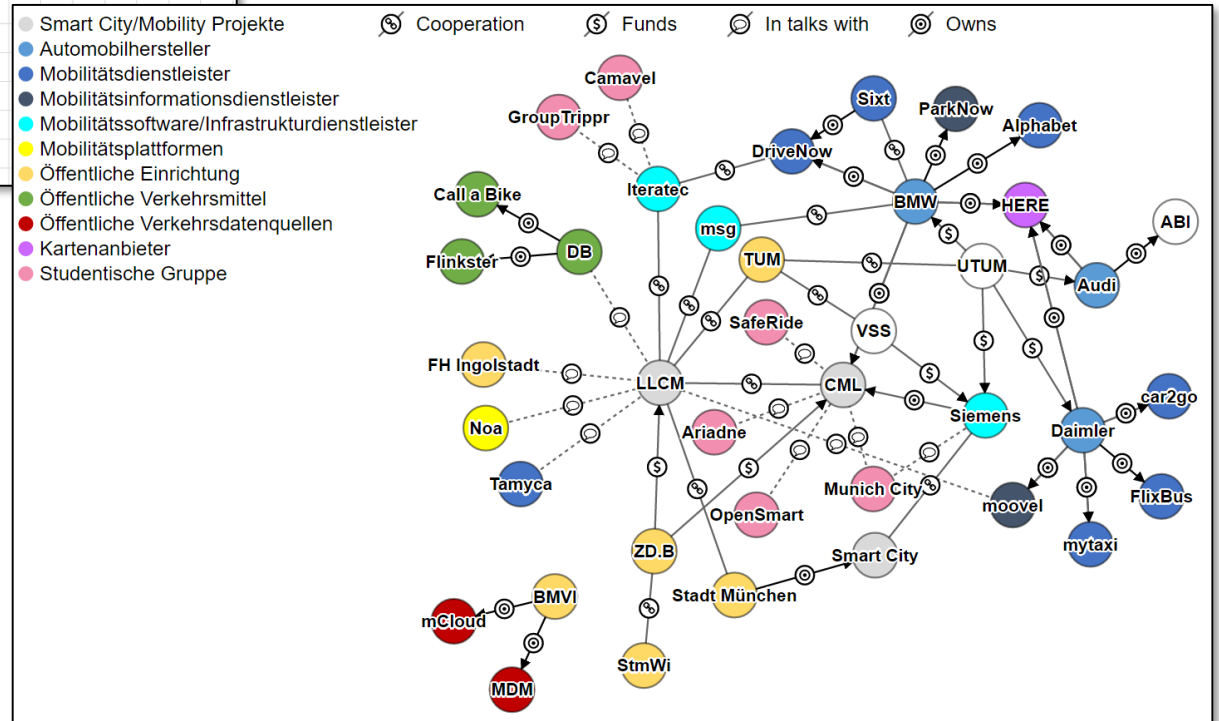 Smart City/Mobility Projekte
Automobilhersteller
Mobilitätsdienstleister
Mobilitätsinformationsdienstleister
Mobilitätssoftware/Infrastrukturdienstleister
Mobilitätsplattformen
Öffentliche Einrichtung
Öffentliche Verkehrsmittel
Öffentliche Verkehrsdatenquellen
Kartenanbieter
Studentische Gruppe
Cooperation
$ Funds
In talks with
Owns
Camavel
GroupTrippr
Sixt
ParkNow
Alphabet
DriveNow
Iteratec
Call a Bike
BMW
HERE
msg
ABI
DB
Flinkster
TUM
UTUM
Audi
$
$
SafeRide
VSS
$
$
FH Ingolstadt
LLCM
CML
$
Siemens
car2go
Noa
Ariadne
Daimler
$
$
Tamyca
Munich City
OpenSmart
moovel
FlixBus
mytaxi
ZD.B
Smart City
Stadt München
BMVI
mCloud
StmWi
MDM